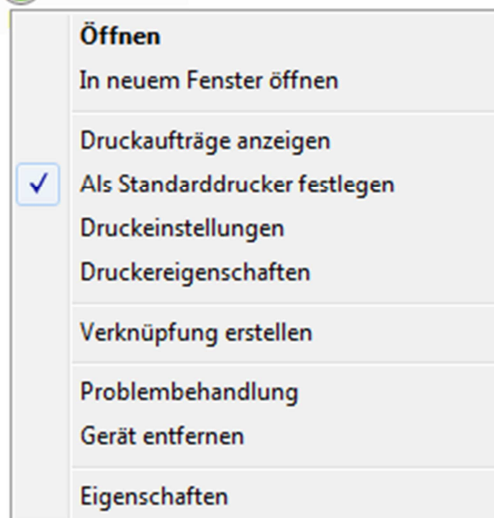 Öffnen
In neuem Fenster öffnen
Druckaufträge anzeigen
Als Standarddrucker festlegen
Druckeinstellungen
Druckereigenschaften
Verknüpfung erstellen
Problembehandlung
Gerät entfernen
Eigenschaften